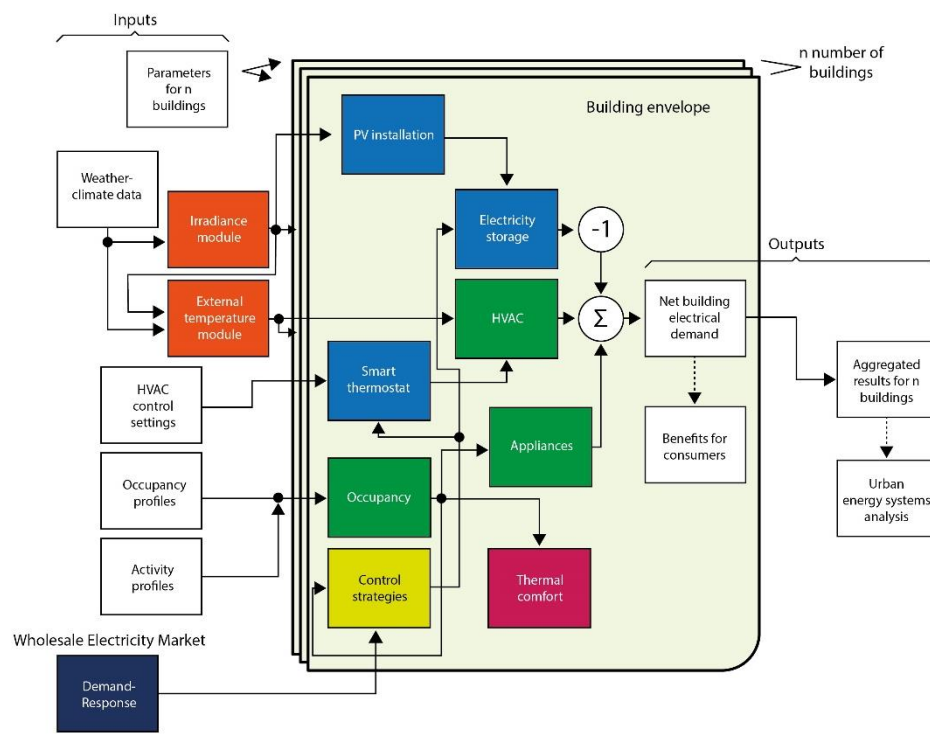 Inputs
Parameters
for n
buildings
n number of
buildings
Building envelope
PV installation
Weather-
climate data
Irradiance
module
Electricity
storage
-1
Outputs
External
temperature
module
HVAC
Σ
Net building
electrical
demand
Smart
thermostat
HVAC
control
settings
Aggregated
results for n
buildings
Appliances
Benefits for
consumers
Occupancy
profiles
Occupancy
Urban
energy systems
analysis
Activity
profiles
Control
strategies
Thermal
comfort
Wholesale Electricity Market
Demand-
Response